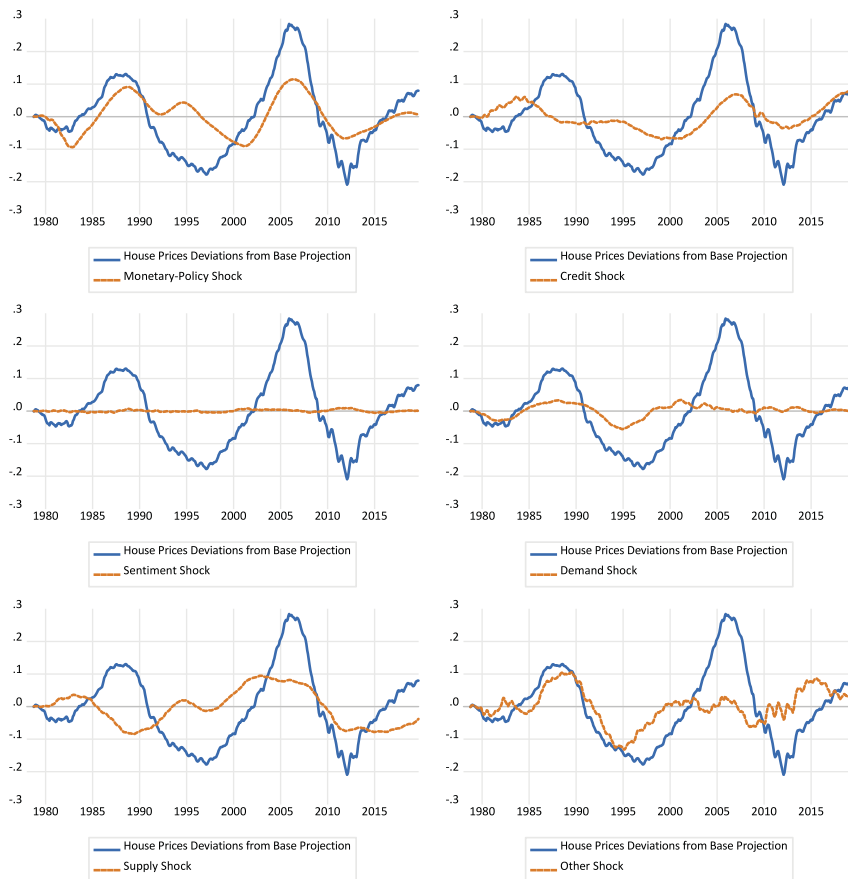 .3
.2
.1
.0
-.1
-.2
-.3
1980 1985 1990 1995 2000 2005 2010 2015
House Prices Deviations from Base Projection
Monetary-Policy Shock
.3
.2
.1
.0
-.1
-.2
-.3
1980 1985 1990 1995 2000 2005 2010 2015
House Prices Deviations from Base Projection
Credit Shock
.3
.2
.1
.0
-.1
-.2
-.3
1980 1985 1990 1995 2000 2005 2010 2015
House Prices Deviations from Base Projection
Sentiment Shock
.3
.2
.1
.0
-.1
-.2
-.3
1980 1985 1990 1995 2000 2005 2010 2015
House Prices Deviations from Base Projection
Demand Shock
.3
.2
.1
.0
-.1
-.2
-.3
1980 1985 1990 1995 2000 2005 2010 2015
House Prices Deviations from Base Projection
Supply Shock
.3
.2
.1
.0
-.1
-.2
-.3
1980 1985 1990 1995 2000 2005 2010 2015
House Prices Deviations from Base Projection
Other Shock